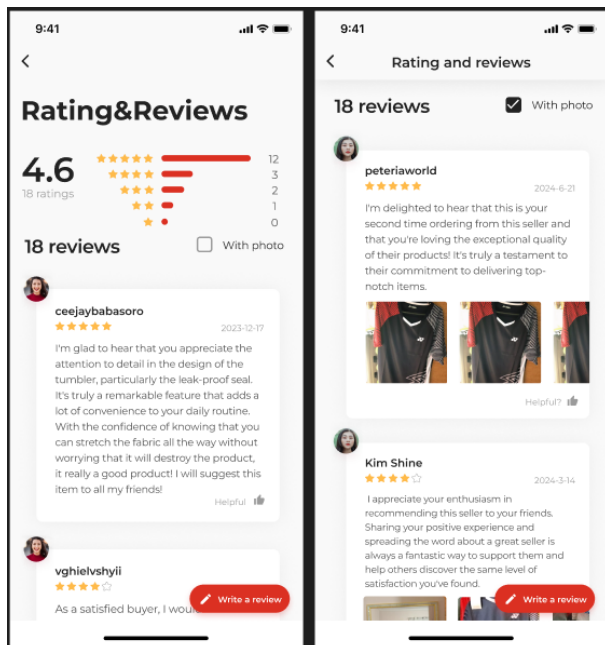 9:41
Rating&Reviews
4.6
18 ratings
12
3
2
1
0
18 reviews
With photo
ceejaybabasoro
2023-12-17
I'm glad to hear that you appreciate the
attention to detail in the design of the
tumbler, particularly the leak-proof seal.
It's truly a remarkable feature that adds a
lot of convenience to your daily routine.
With the confidence of knowing that you
can stretch the fabric all the way without
worrying that it will destroy the product,
it really a good product! I will suggest this
item to all my friends!
Helpful
vghielvshyii
As a satisfied buyer, I wou
Write a review
9:41
Rating and reviews
18 reviews
With photo
peteriaworld
2024-6-21
I'm delighted to hear that this is your
second time ordering from this seller and
that you're loving the exceptional quality
of their products! It's truly a testament to
their commitment to delivering top-
notch items.
Helpful?
Kim Shine
2024-3-14
I appreciate your enthusiasm in
recommending this seller to your friends.
Sharing your positive experience and
spreading the word about a great seller is
always a fantastic way to support them and
help others discover the same level of
satisfaction you've found.
Write a review